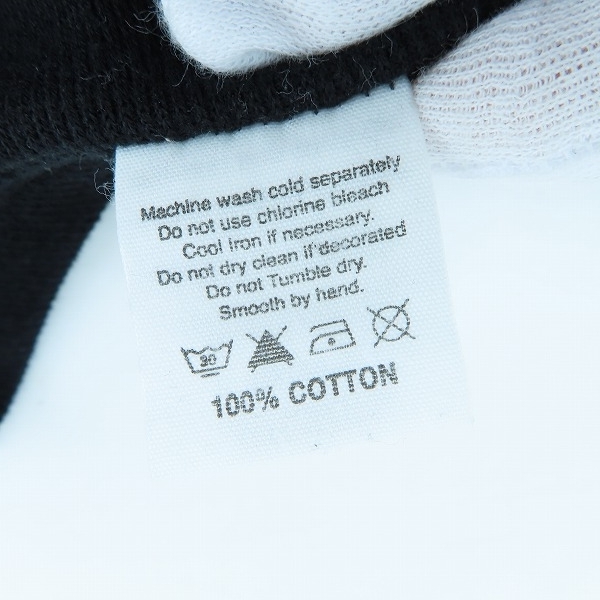 Machine wash cold separately
Do not use chlorine bleach
Cool Iron if necessary.
Do not dry clean if decorated
Do not Tumble dry.
Smooth by hand.
30
100% COTTON